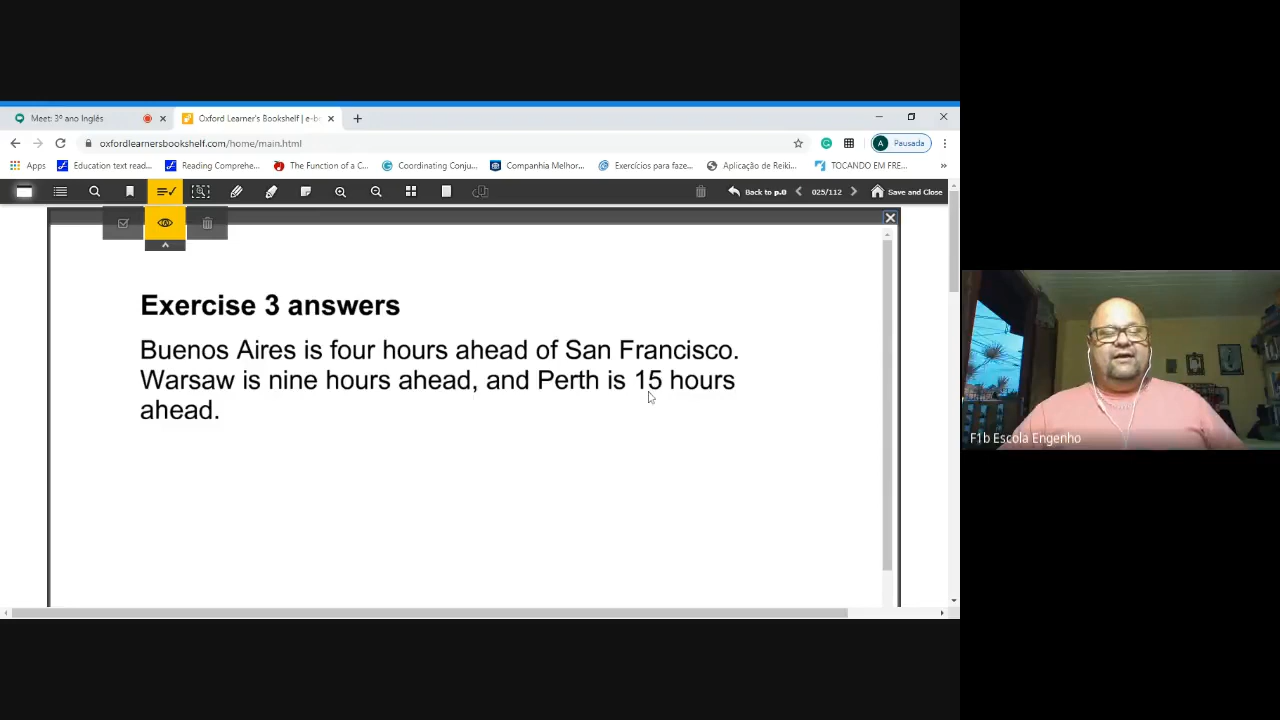 Meet: 3º ano Inglês
Oxford Learner's Bookshelf | e-b
oxfordlearnersbookshelf.com/home/main.html
A Pausada
Apps Education text read... Reading Comprehe... The Function of a C... Coordinating Conju... Companhia Melhor... Exercícios para faze... Aplicação de Reiki... TOCANDO EM FRE... »
Back to p.0 025/112 Save and Close
Exercise 3 answers
Buenos Aires is four hours ahead of San Francisco.
Warsaw is nine hours ahead, and Perth is 15 hours
ahead.
F1b Escola Engenho